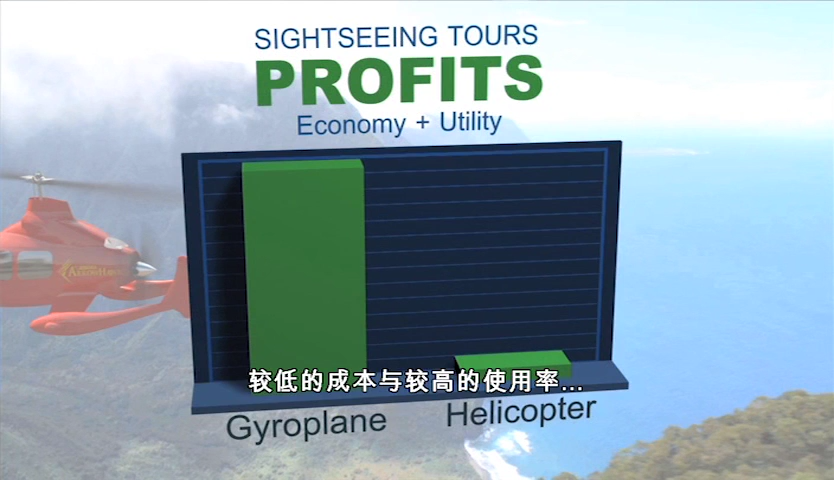 SIGHTSEEING TOURS
PROFITS
Economy + Utility
较低的成本与较高的使用率...
Gyroplane
Helicopter